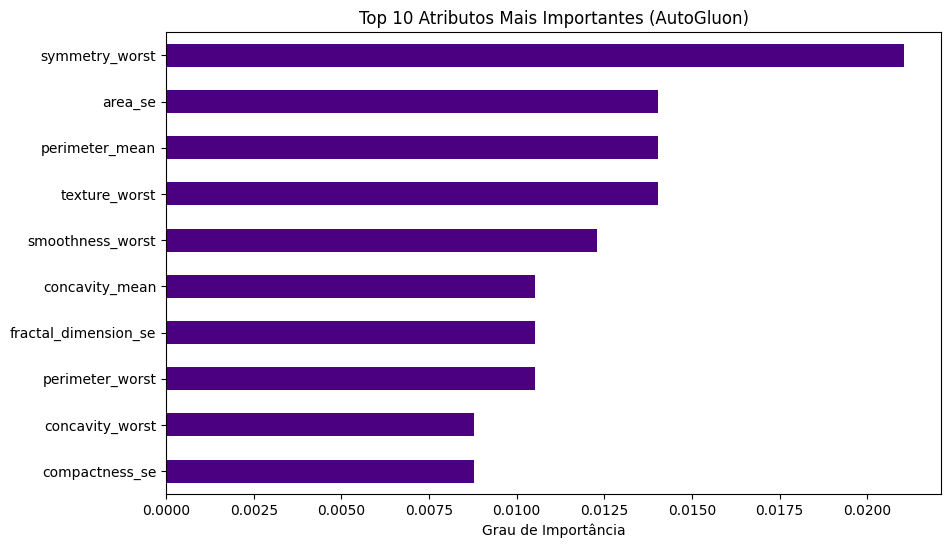 Top 10 Atributos Mais Importantes (AutoGluon)
symmetry_worst
area_se
perimeter_mean
texture_worst
smoothness_worst
concavity_mean
fractal_dimension_se
perimeter_worst
concavity_worst
compactness_se
0.0000 0.0025 0.0050 0.0075 0.0100 0.0125 0.0150 0.0175 0.0200
Grau de Importância